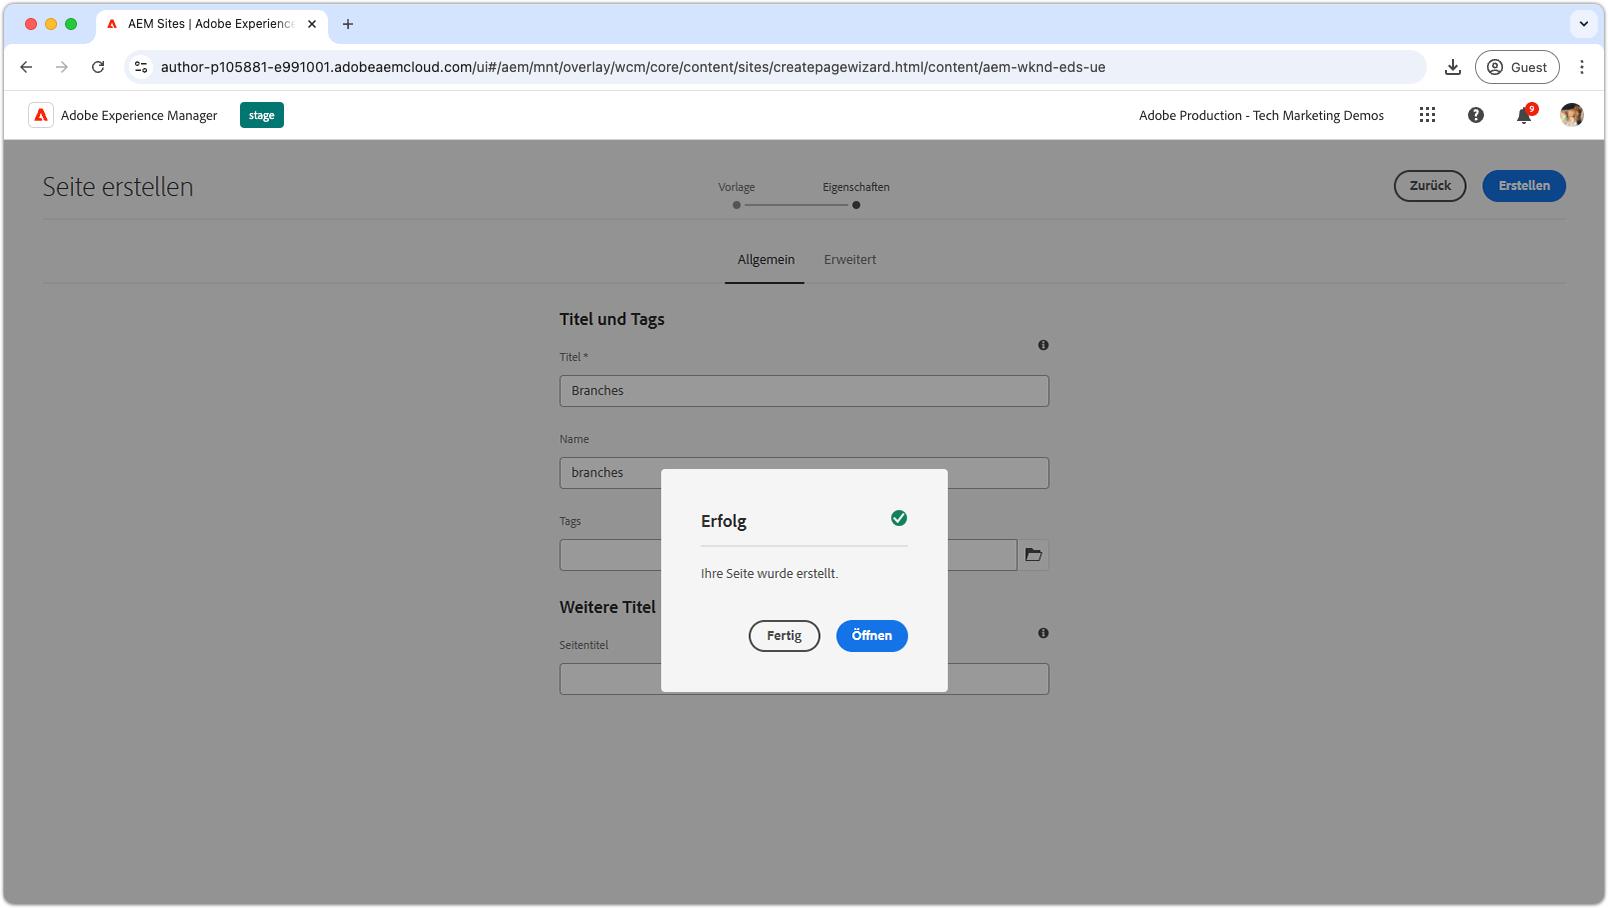 AEM Sites | Adobe Experience
author-p105881-e991001.adobeaemcloud.com/ui#/aem/mnt/overlay/wcm/core/content/sites/createpagewizard.html/content/aem-wknd-eds-ue
Guest
Adobe Experience Manager
stage
Adobe Production - Tech Marketing Demos
9
Seite erstellen
Vorlage
Eigenschaften
Zurück
Erstellen
Allgemein
Erweitert
Titel und Tags
Titel *
Branches
Name
branches
Tags
Weitere Titel
Seitentitel
Erfolg
Ihre Seite wurde erstellt.
Fertig
Öffnen